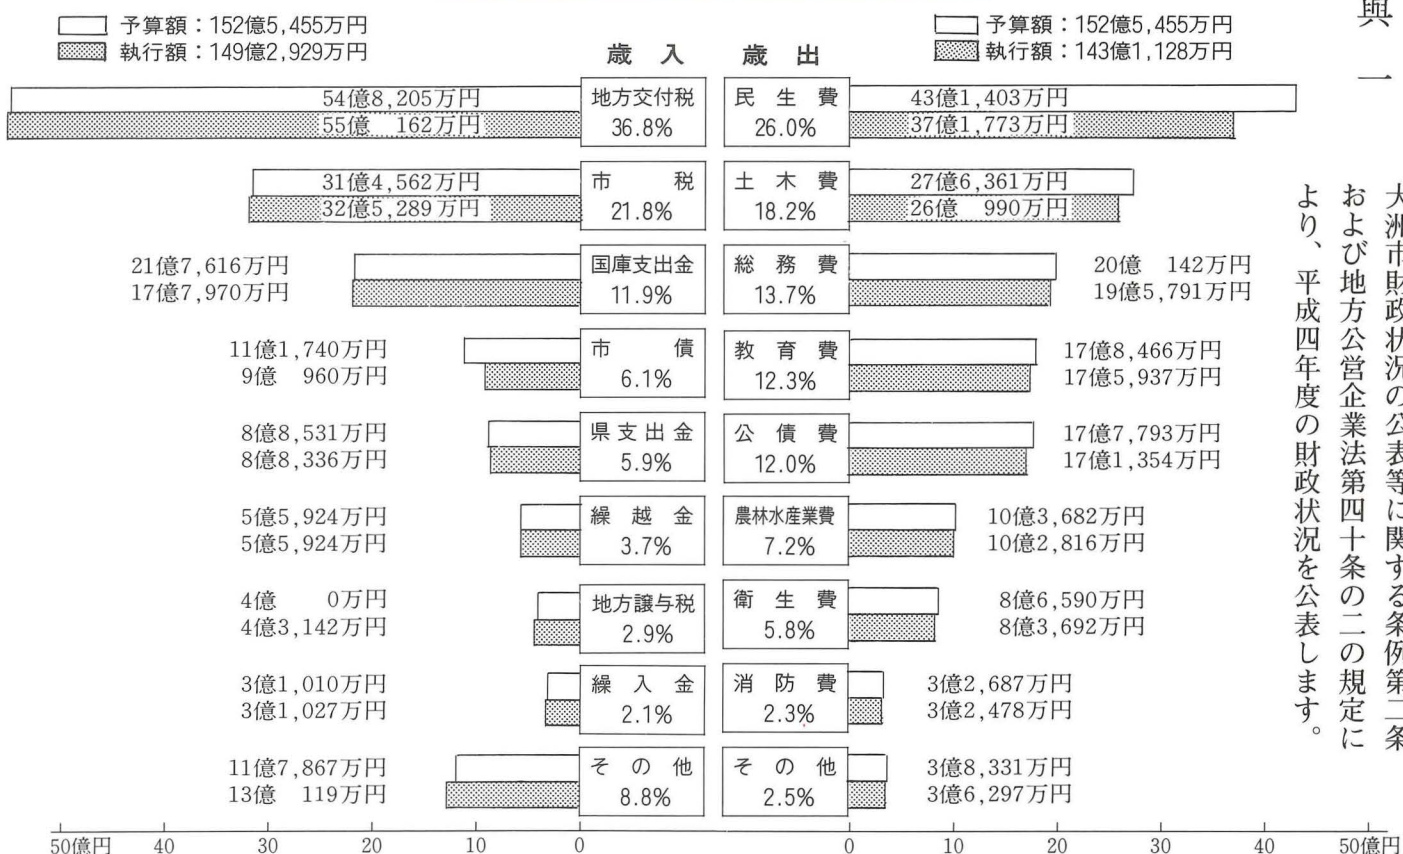 與一
大洲市財政状況の公表等に関する条例第二条
および地方公営企業法第四十条の二の規定に
より、平成四年度の財政状況を公表します。
予算額：152億5,455万円
執行額：149億2,929万円
予算額：152億5,455万円
執行額：143億1,128万円
歳入
歳出
54億8,205万円
55億　162万円
地方交付税
36.8%
民生費
26.0%
43億1,403万円
37億1,773万円
31億4,562万円
32億5,289万円
市税
21.8%
土木費
18.2%
27億6,361万円
26億　990万円
21億7,616万円
17億7,970万円
国庫支出金
11.9%
総務費
13.7%
20億　142万円
19億5,791万円
11億1,740万円
9億　960万円
市債
6.1%
教育費
12.3%
17億8,466万円
17億5,937万円
8億8,531万円
8億8,336万円
県支出金
5.9%
公債費
12.0%
17億7,793万円
17億1,354万円
5億5,924万円
5億5,924万円
繰越金
3.7%
農林水産業費
7.2%
10億3,682万円
10億2,816万円
4億　0万円
4億3,142万円
地方譲与税
2.9%
衛生費
5.8%
8億6,590万円
8億3,692万円
3億1,010万円
3億1,027万円
繰入金
2.1%
消防費
2.3%
3億2,687万円
3億2,478万円
11億7,867万円
13億　119万円
その他
8.8%
その他
2.5%
3億8,331万円
3億6,297万円
50億円 40 30 20 10 0
0 10 20 30 40 50億円